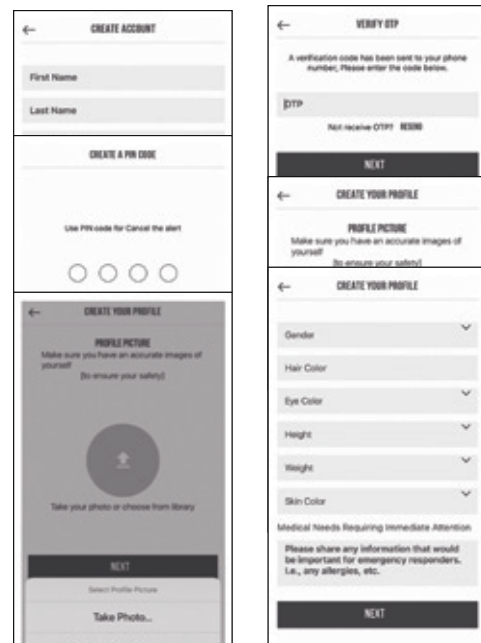 CREATE ACCOUNT
First Name
Last Name
CREATE A PIN CODE
Use PIN code for Cancel the alert
CREATE YOUR PROFILE
PROFILE PICTURE
Make sure you have an accurate images of
yourself
[to ensure your safety]
Take your photo or choose from library
NEXT
Select Profile Picture
Take Photo...
VERIFY OTP
A verification code has been sent to your phone
number, Please enter the code below.
OTP
Not receive OTP? RESEND
NEXT
CREATE YOUR PROFILE
PROFILE PICTURE
Make sure you have an accurate images of
yourself
[to ensure your safety]
CREATE YOUR PROFILE
Gender
Hair Color
Eye Color
Height
Weight
Skin Color
Medical Needs Requiring Immediate Attention
Please share any information that would
be important for emergency responders.
i.e., any allergies, etc.
NEXT